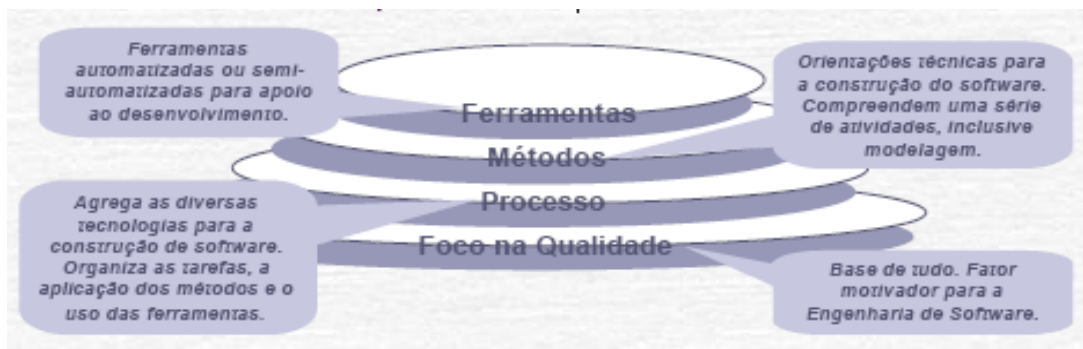 Ferramentas
automatizadas ou semi-
automatizadas para apoio
ao desenvolvimento.
Orientações técnicas para
a construção do software.
Compreendem uma série
de atividades, inclusive
modelagem.
Ferramentas
Métodos
Processo
Foco na Qualidade
Agrega as diversas
tecnologias para a
construção de software.
Organiza as tarefas, a
aplicação dos métodos e o
uso das ferramentas.
Base de tudo. Fator
motivador para a
Engenharia de Software.